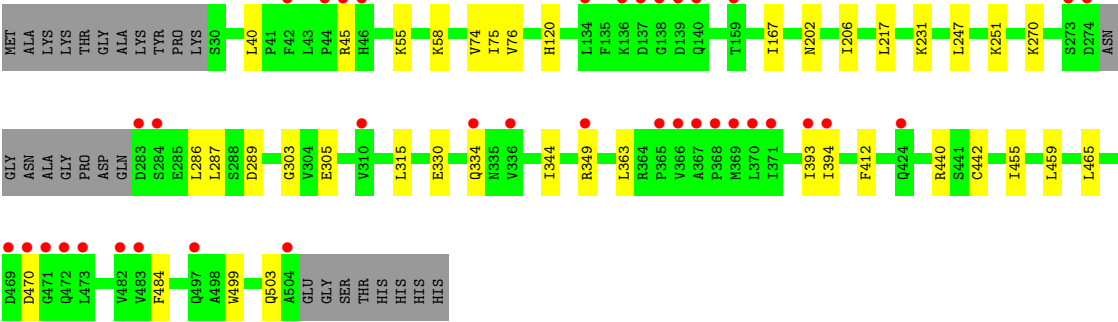 MET ALA LYS LYS THR GLY ALA LYS TYR PRO LYS S30 L40 P41 F42 L43 P44 R45 H46 K55 K58 V74 I75 V76 H120 L134 F135 K136 D137 G138 D139 Q140 T159 I167 N202 I206 L217 K231 L247 K251 K270 S273 D274 ASN
GLY ASN ALA GLY PRO ASP GLN D283 S284 E285 L286 L287 S288 D289 G303 V304 E305 V310 L315 E330 Q334 N335 V336 I344 R349 L363 R364 P365 V366 A367 P368 M369 L370 I371 I393 I394 F412 Q424 R440 S441 C442 I455 L459 L465
D469 D470 G471 Q472 L473 V482 V483 F484 Q497 A498 W499 Q503 A504 GLU GLY SER THR HIS HIS HIS HIS